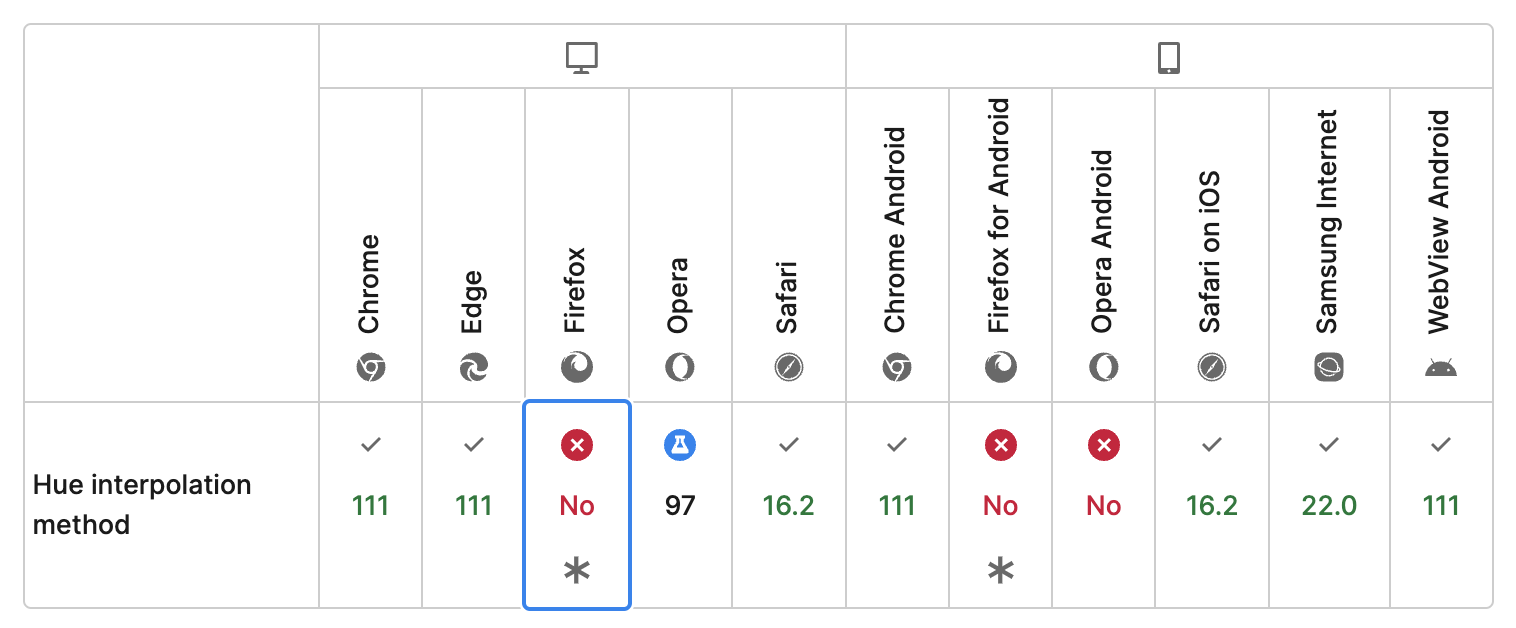 Chrome
Edge
Firefox
Opera
Safari
Chrome Android
Firefox for Android
Opera Android
Safari on iOS
Samsung Internet
WebView Android
Hue interpolation
method
111
111
No
97
16.2
111
No
No
16.2
22.0
111
*
*